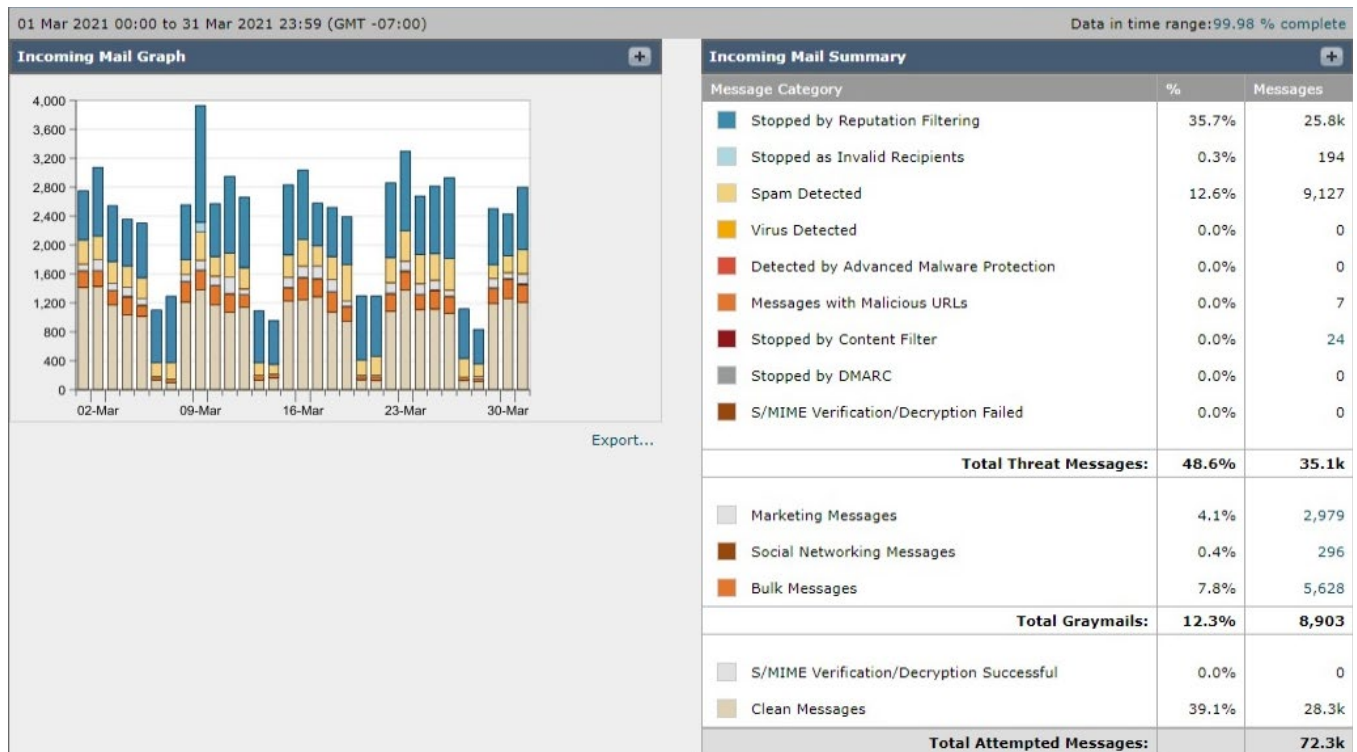 01 Mar 2021 00:00 to 31 Mar 2021 23:59 (GMT -07:00) Data in time range:99.98 % complete
Incoming Mail Graph
4,000
3,600
3,200
2,800
2,400
2,000
1,600
1,200
800
400
0
02-Mar 09-Mar 16-Mar 23-Mar 30-Mar
Export...
Incoming Mail Summary
Message Category % Messages
Stopped by Reputation Filtering 35.7% 25.8k
Stopped as Invalid Recipients 0.3% 194
Spam Detected 12.6% 9,127
Virus Detected 0.0% 0
Detected by Advanced Malware Protection 0.0% 0
Messages with Malicious URLs 0.0% 7
Stopped by Content Filter 0.0% 24
Stopped by DMARC 0.0% 0
S/MIME Verification/Decryption Failed 0.0% 0
Total Threat Messages: 48.6% 35.1k
Marketing Messages 4.1% 2,979
Social Networking Messages 0.4% 296
Bulk Messages 7.8% 5,628
Total Graymails: 12.3% 8,903
S/MIME Verification/Decryption Successful 0.0% 0
Clean Messages 39.1% 28.3k
Total Attempted Messages: 72.3k